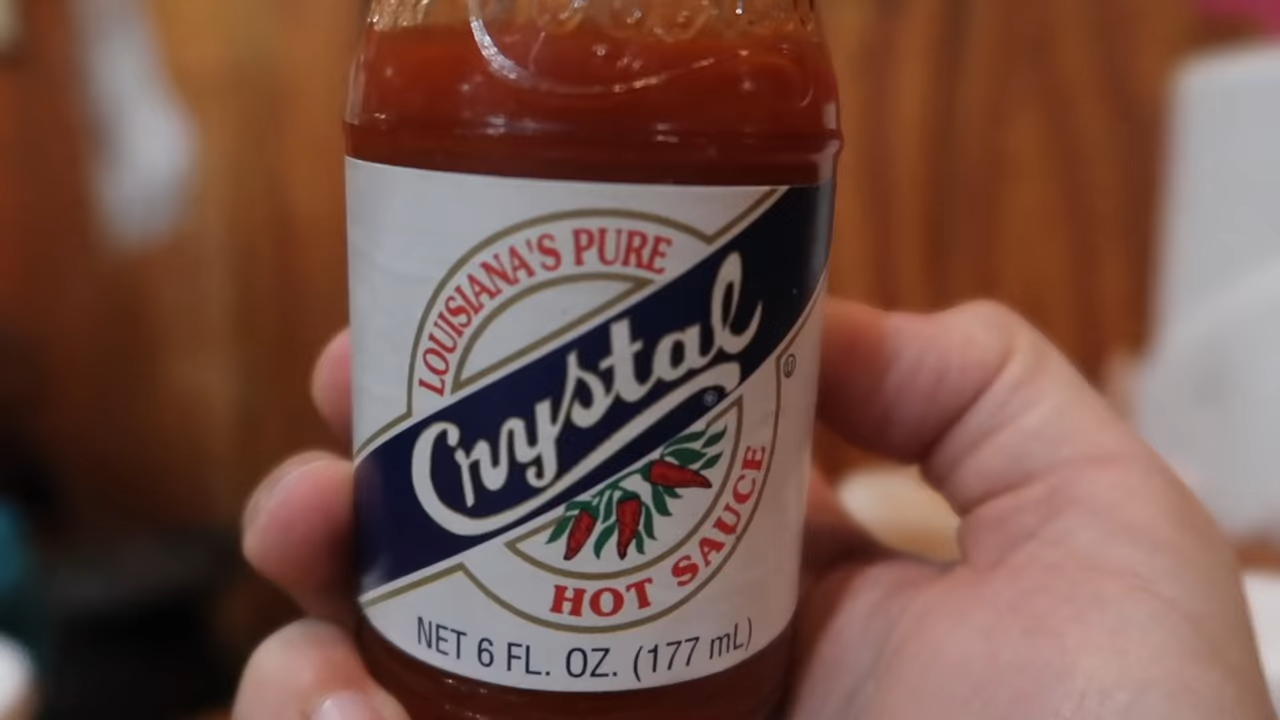 LOUISIANA'S PURE
Crystal®
Ⓤ
HOT SAUCE
NET 6 FL. OZ. (177 mL)